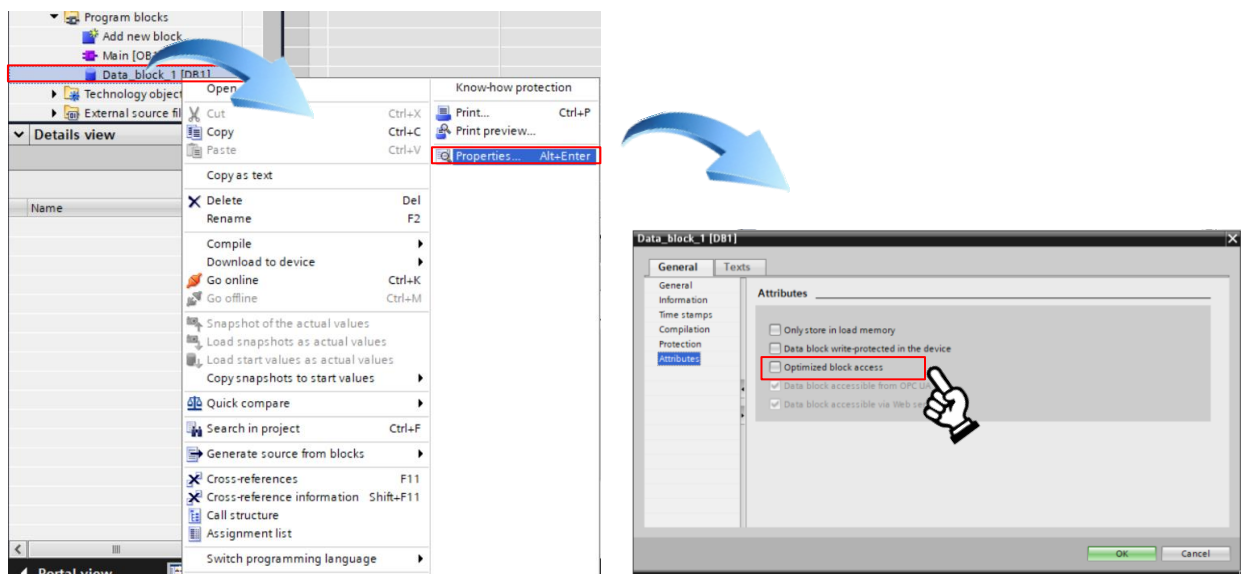 Program blocks
Add new block
Main [OB1
Data_block_1 [DB1]
Technology object
External source fil
Details view
Name
Portal view
Open
Cut Ctrl+X
Copy Ctrl+C
Paste Ctrl+V
Copy as text
Delete Del
Rename F2
Compile
Download to device
Go online Ctrl+K
Go offline Ctrl+M
Snapshot of the actual values
Load snapshots as actual values
Load start values as actual values
Copy snapshots to start values
Quick compare
Search in project Ctrl+F
Generate source from blocks
Cross-references F11
Cross-reference information Shift+F11
Call structure
Assignment list
Switch programming language
Know-how protection
Print... Ctrl+P
Print preview...
Properties... Alt+Enter
Data_block_1 [DB1]
General Texts
General
Information
Time stamps
Compilation
Protection
Attributes
Attributes
Only store in load memory
Data block write-protected in the device
Optimized block access
Data block accessible from OPC UA
Data block accessible via Web se
OK Cancel